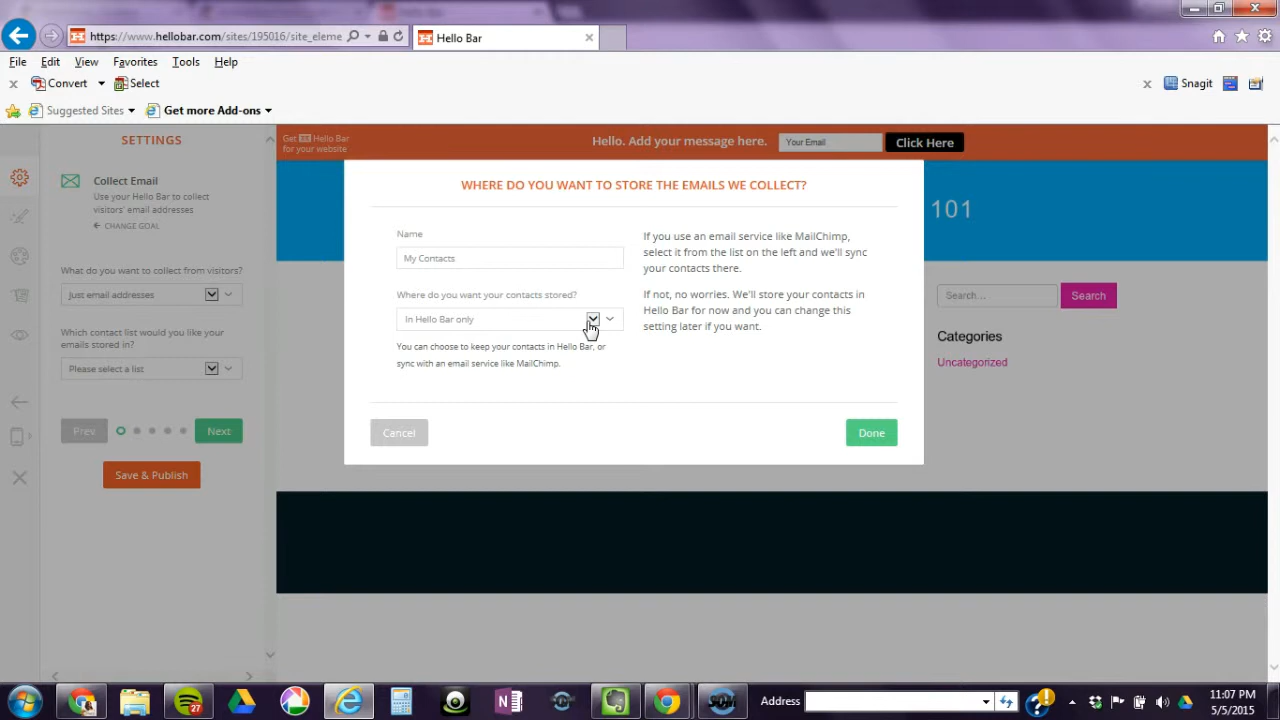 https://www.hellobar.com/sites/195016/site_eleme
Hello Bar
File Edit View Favorites Tools Help
Convert Select
Snagit
Suggested Sites Get more Add-ons
SETTINGS
Collect Email
Use your Hello Bar to collect
visitors' email addresses
CHANGE GOAL
What do you want to collect from visitors?
Just email addresses
Which contact list would you like your
emails stored in?
Please select a list
Prev
Next
Save & Publish
Get Hello Bar
for your website
Hello. Add your message here.
Your Email
Click Here
101
WHERE DO YOU WANT TO STORE THE EMAILS WE COLLECT?
Name
My Contacts
Where do you want your contacts stored?
In Hello Bar only
You can choose to keep your contacts in Hello Bar, or
sync with an email service like MailChimp.
If you use an email service like MailChimp,
select it from the list on the left and we'll sync
your contacts there.
If not, no worries. We'll store your contacts in
Hello Bar for now and you can change this
setting later if you want.
Cancel
Done
Search...
Search
Categories
Uncategorized
27
Address
11:07 PM
5/5/2015